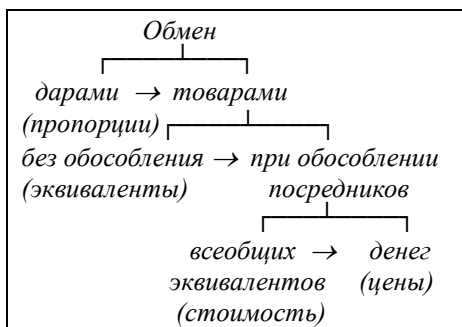 Обмен
дарами → товарами
(пропорции)
без обособления → при обособлении
(эквиваленты) посредников
всеобщих → денег
эквивалентов (цены)
(стоимость)